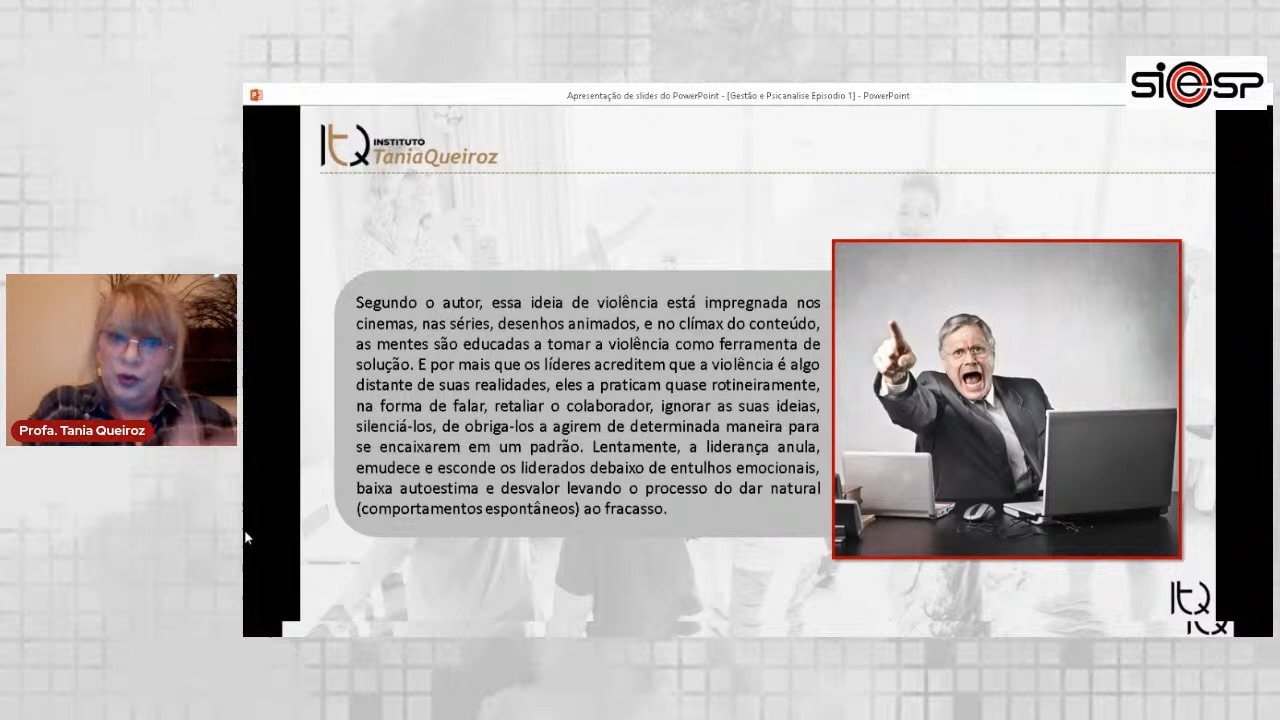 siesp
Apresentação de slides do PowerPoint - [Gestão e Psicanalise Episodio 1] - PowerPoint
INSTITUTO
TaniaQueiroz
Segundo o autor, essa ideia de violência está impregnada nos
cinemas, nas séries, desenhos animados, e no clímax do conteúdo,
as mentes são educadas a tomar a violência como ferramenta de
solução. E por mais que os líderes acreditem que a violência é algo
distante de suas realidades, eles a praticam quase rotineiramente,
na forma de falar, retaliar o colaborador, ignorar as suas ideias,
silenciá-los, de obriga-los a agirem de determinada maneira para
se encaixarem em um padrão. Lentamente, a liderança anula,
emudece e esconde os liderados debaixo de entulhos emocionais,
baixa autoestima e desvalor levando o processo do dar natural
(comportamentos espontâneos) ao fracasso.
Profa. Tania Queiroz